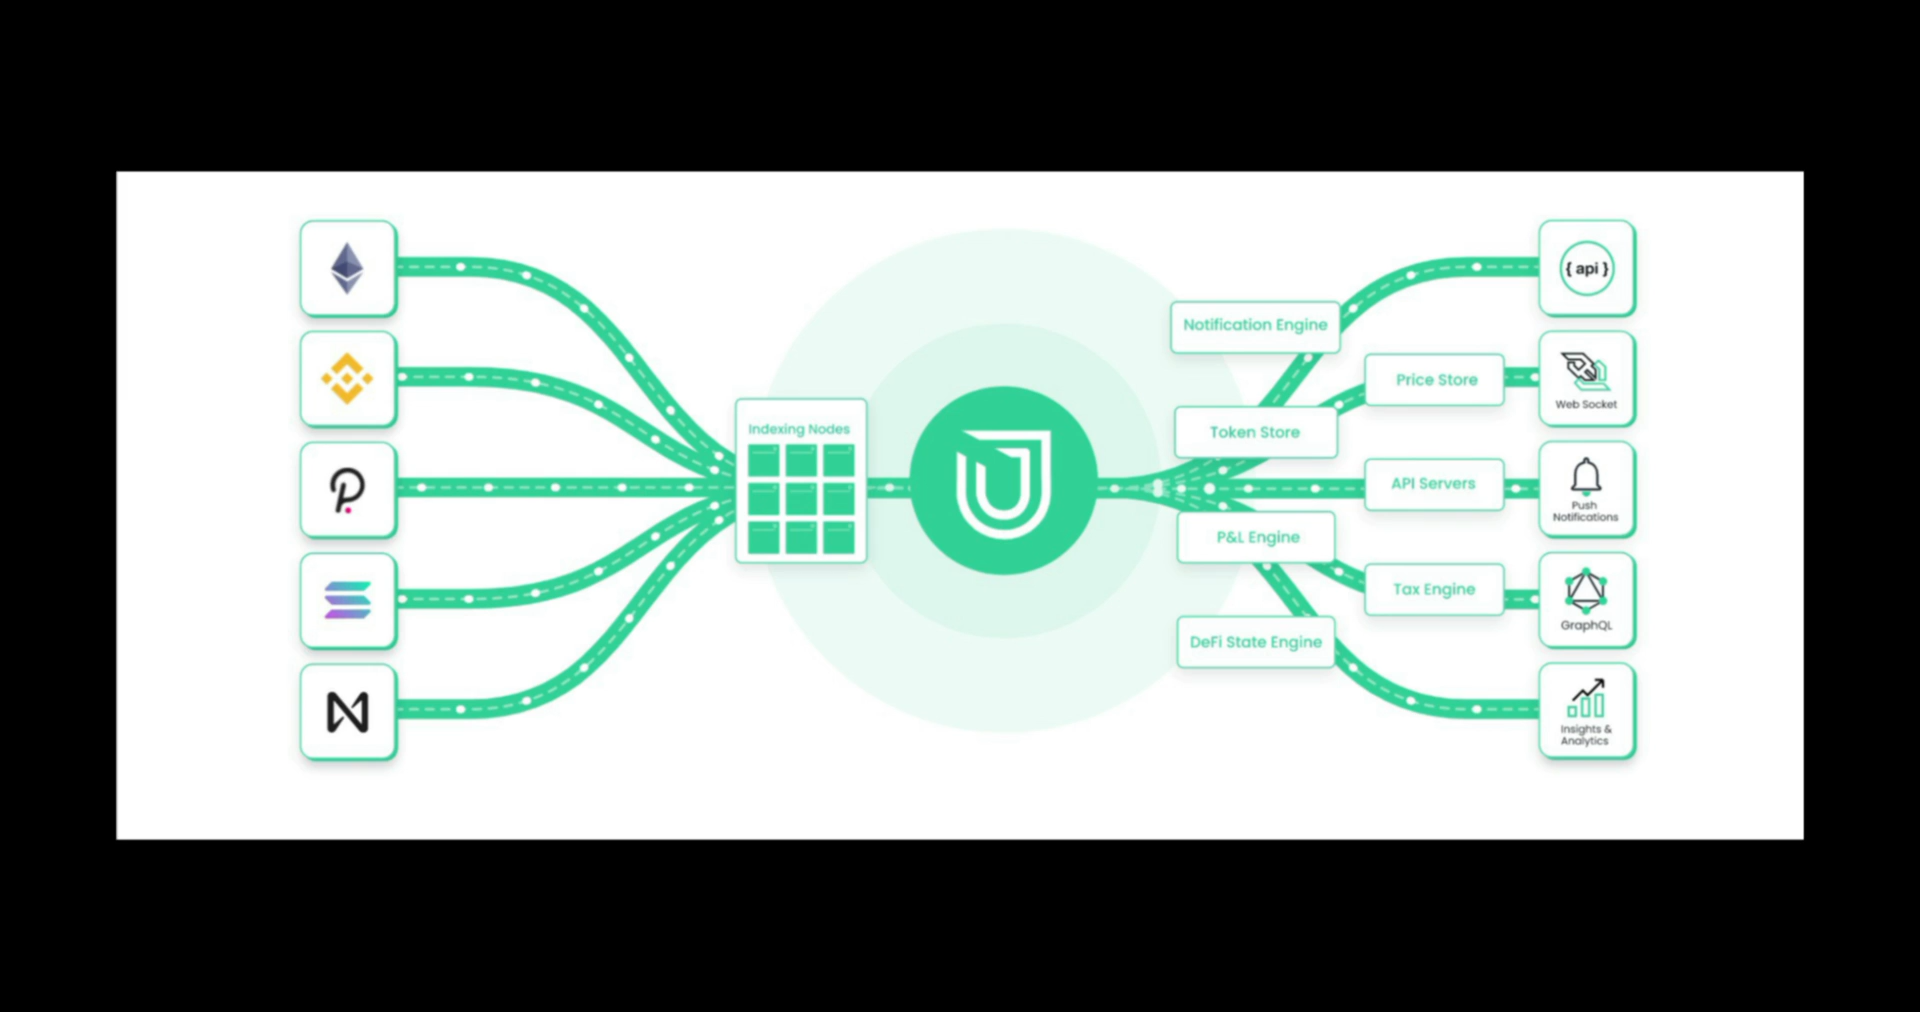 Indexing Nodes
Notification Engine
Token Store
P&L Engine
DeFi State Engine
Price Store
API Servers
Tax Engine
{ api }
Web Socket
Push
Notifications
GraphQL
Insights &
Analytics